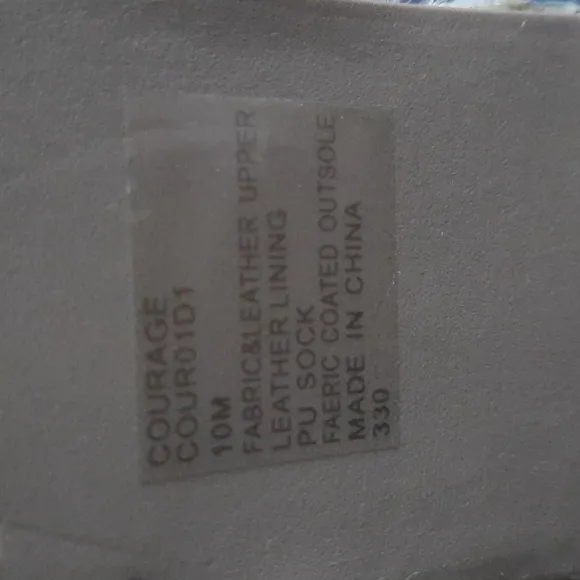 COURAGE
COUR01D1
10M
FABRIC&LEATHER UPPER
LEATHER LINING
PU SOCK
FAERIC COATED OUTSOLE
MADE IN CHINA
330